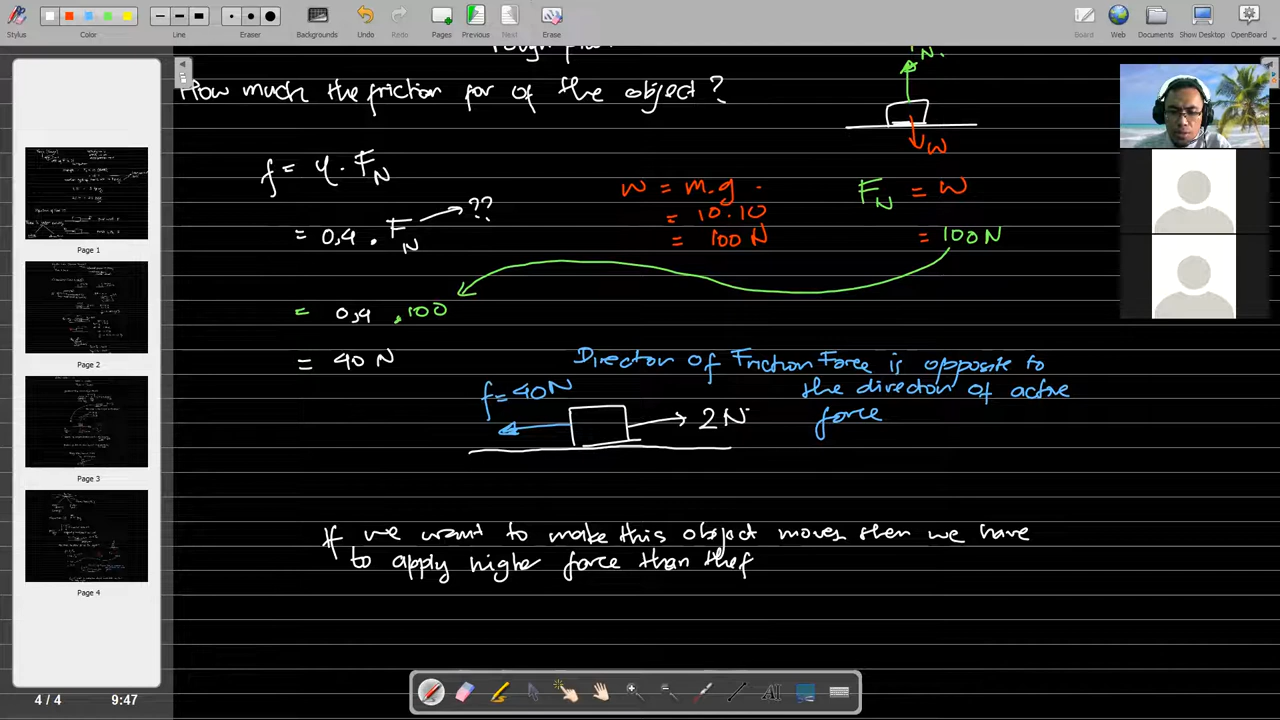 Stylus
Color
Line
Eraser
Backgrounds
Undo
Redo
Pages
Previous
Next
Erase
Board
Web
Documents
Show Desktop
OpenBoard
How much the friction for of the object ?
N.
W
f = μ . FN
= 0,4 . FN
??
= 0,4 .100
= 40 N
W = m.g .
= 10.10
= 100 N
FN = W
= 100 N
Direction of Friction Force is opposite to
the direction of active
force
f=40N
2 N
If we want to make this object moves then we have
to apply higher force than the f
Page 1
Page 2
Page 3
Page 4
4 / 4
9:47